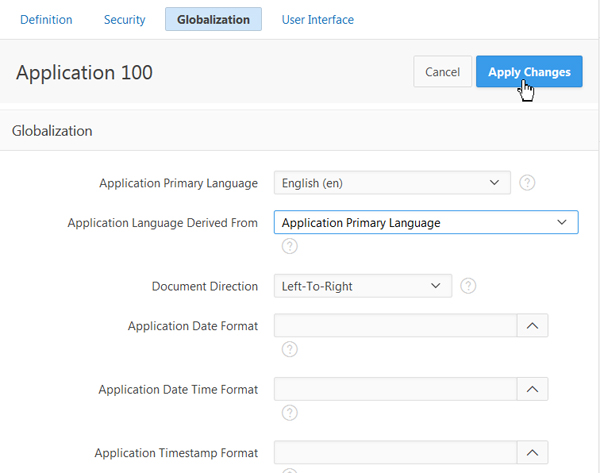 Definition Security Globalization User Interface
Application 100 Cancel Apply Changes
Globalization
Application Primary Language English (en) ?
Application Language Derived From Application Primary Language
?
Document Direction Left-To-Right ?
Application Date Format
?
Application Date Time Format
?
Application Timestamp Format